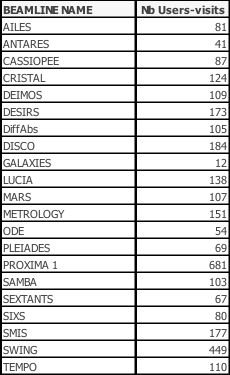 BEAMLINE NAME Nb Users-visits
AILES 81
ANTARES 41
CASSIOPEE 87
CRISTAL 124
DEIMOS 109
DESIRS 173
DiffAbs 105
DISCO 184
GALAXIES 12
LUCIA 138
MARS 107
METROLOGY 151
ODE 54
PLEIADES 69
PROXIMA 1 681
SAMBA 103
SEXTANTS 67
SIXS 80
SMIS 177
SWING 449
TEMPO 110